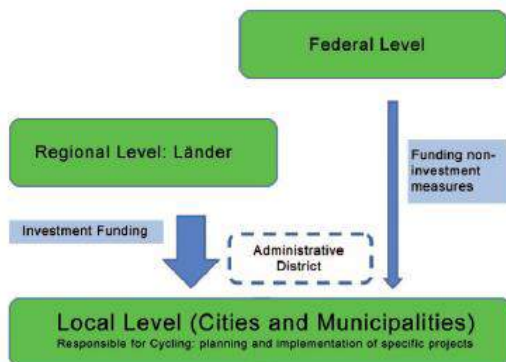 Federal Level
Regional Level: Länder
Funding non-
investment
measures
Investment Funding
Administrative
District
Local Level (Cities and Municipalities)
Responsible for Cycling: planning and implementation of specific projects